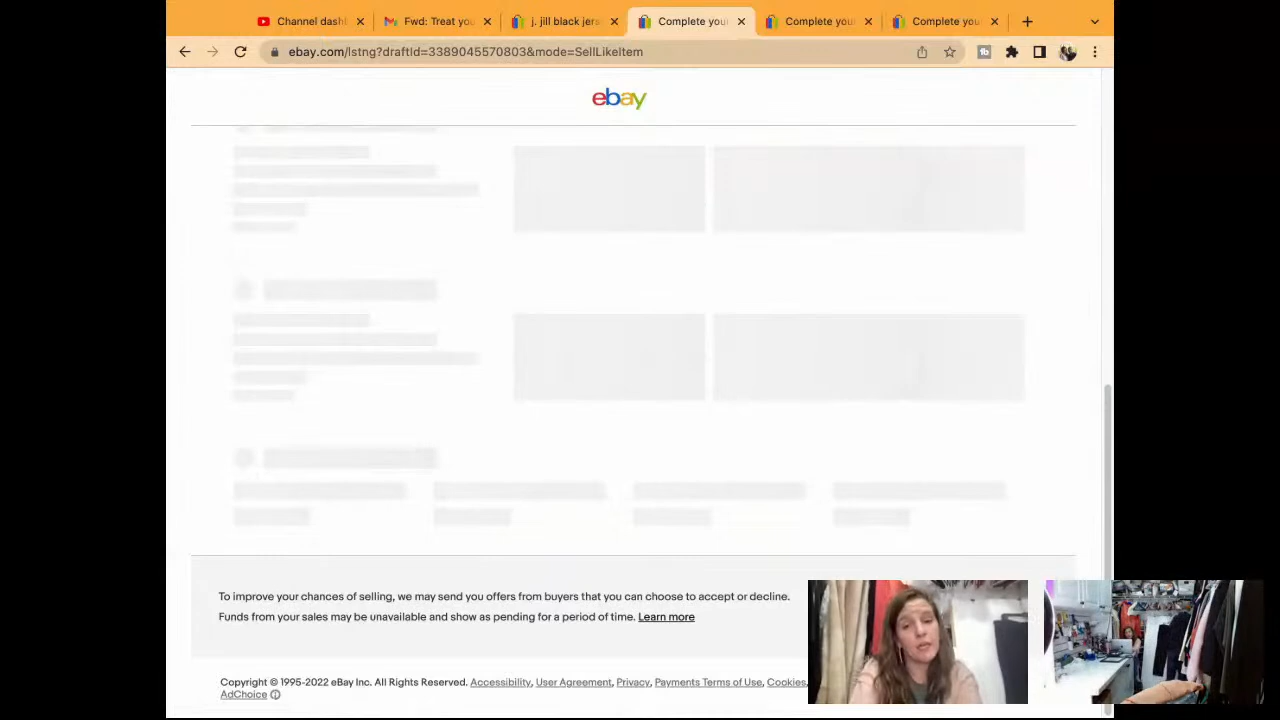 Channel dash
Fwd: Treat you
j. jill black jers
Complete you
Complete you
Complete you
ebay.com/lstng?draftId=3389045570803&mode=SellLikeItem
ebay
To improve your chances of selling, we may send you offers from buyers that you can choose to accept or decline.
Funds from your sales may be unavailable and show as pending for a period of time. Learn more
Copyright © 1995-2022 eBay Inc. All Rights Reserved. Accessibility, User Agreement, Privacy, Payments Terms of Use, Cookies,
AdChoice